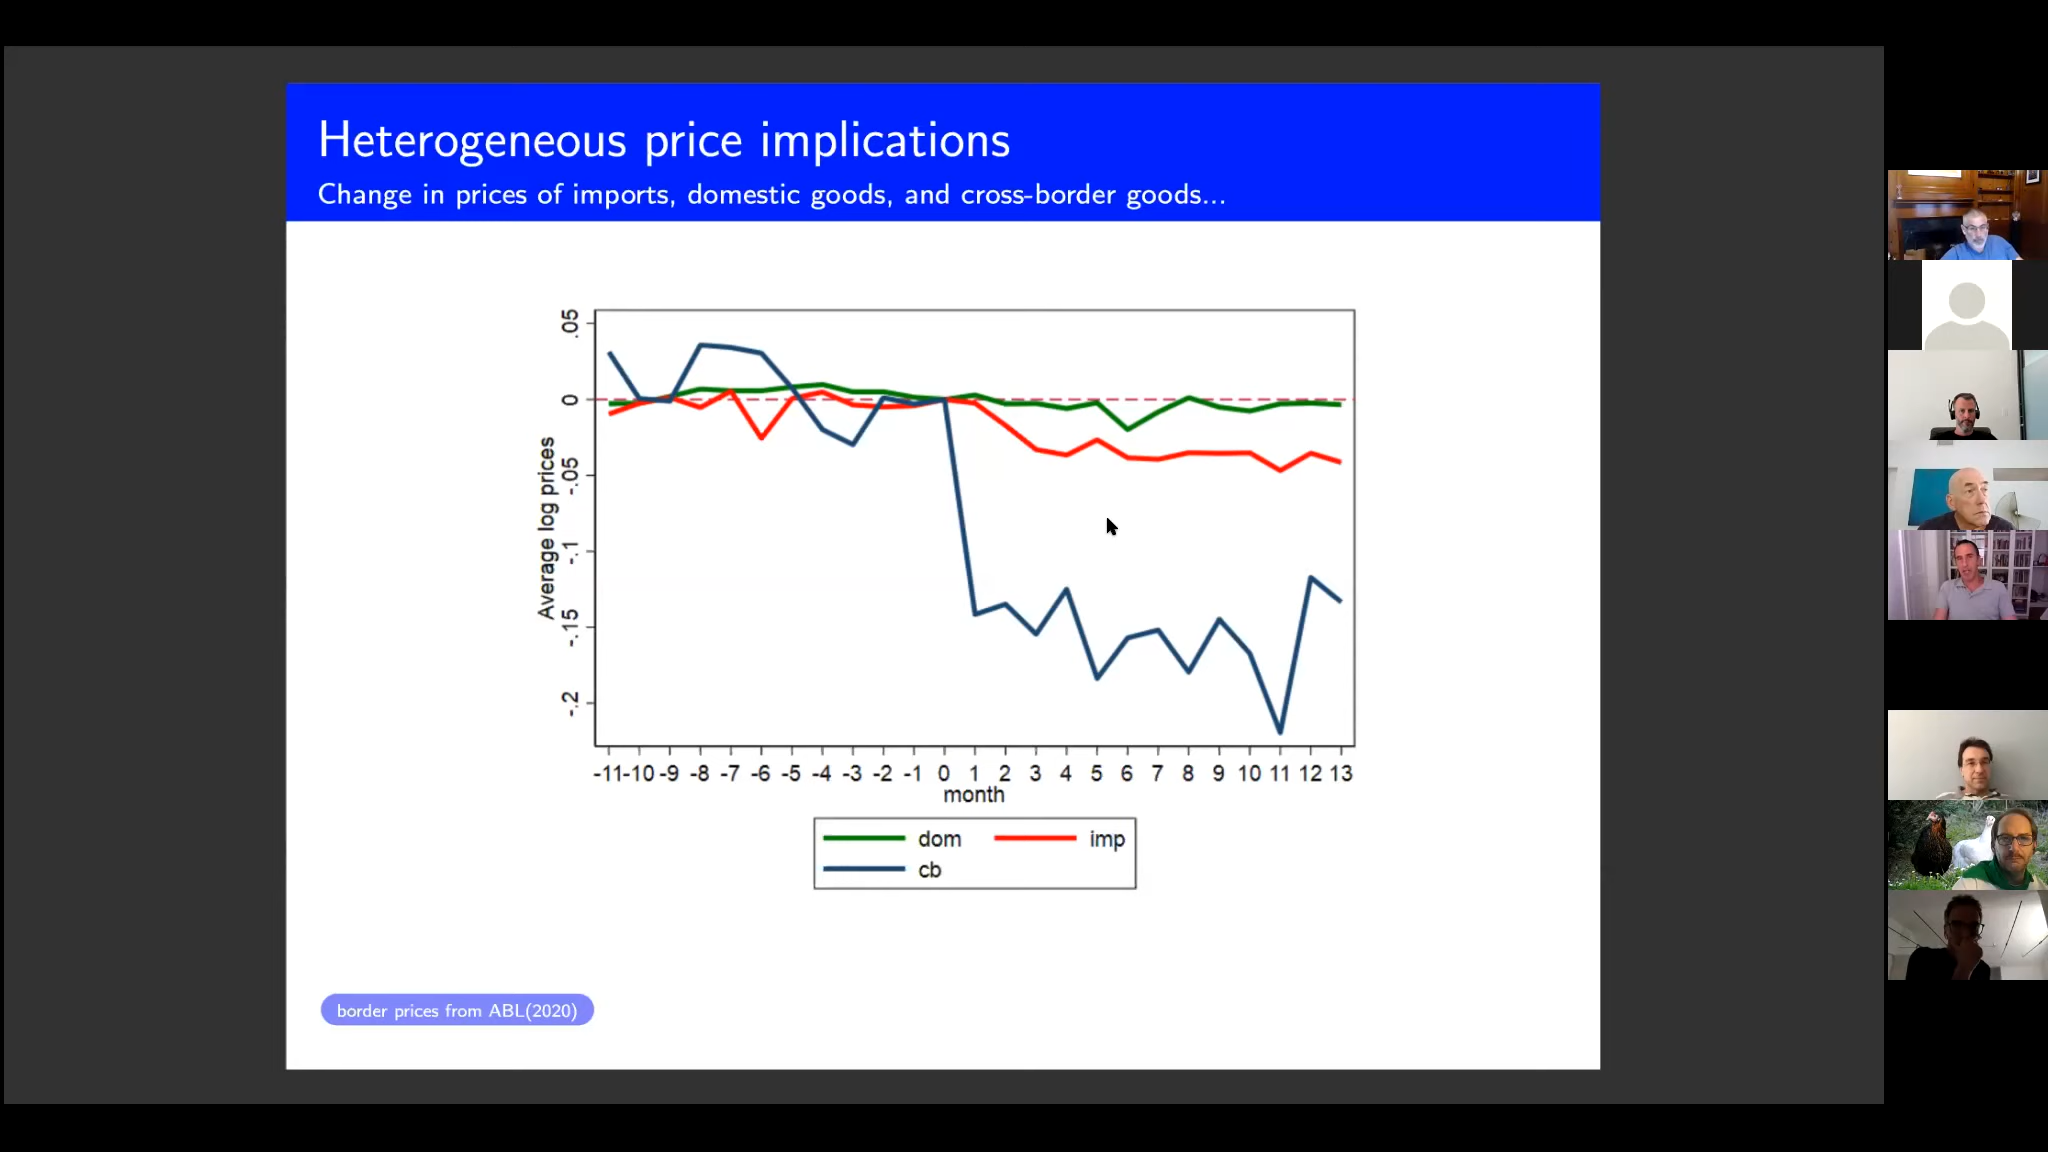 Heterogeneous price implications
Change in prices of imports, domestic goods, and cross-border goods...
Average log prices
.05
0
-.05
-.1
-.15
-.2
-11 -10 -9 -8 -7 -6 -5 -4 -3 -2 -1 0 1 2 3 4 5 6 7 8 9 10 11 12 13
month
dom imp
cb
border prices from ABL(2020)